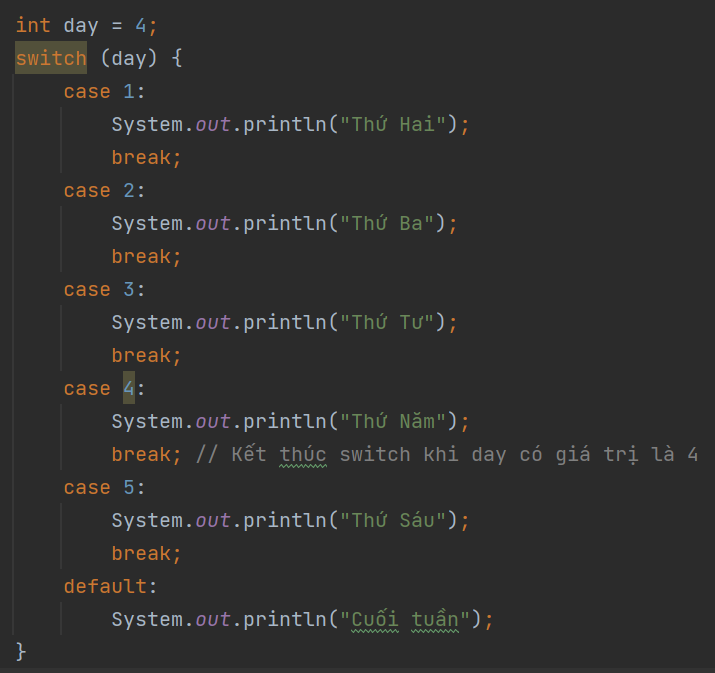 int day = 4;
switch (day) {
    case 1:
        System.out.println("Thứ Hai");
        break;
    case 2:
        System.out.println("Thứ Ba");
        break;
    case 3:
        System.out.println("Thứ Tư");
        break;
    case 4:
        System.out.println("Thứ Năm");
        break; // Kết thúc switch khi day có giá trị là 4
    case 5:
        System.out.println("Thứ Sáu");
        break;
    default:
        System.out.println("Cuối tuần");
}